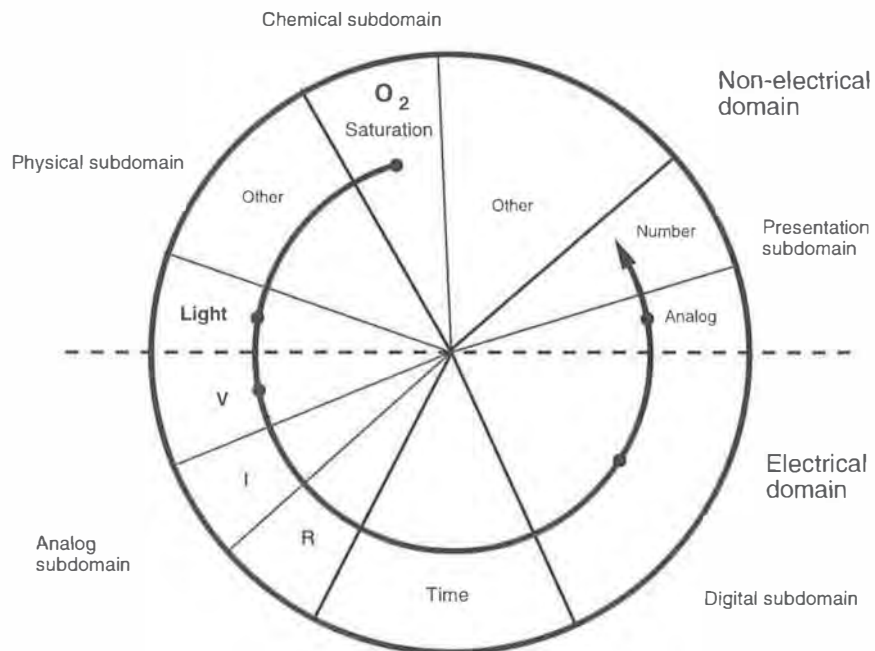 Chemical subdomain
Non-electrical
domain
O2
Saturation
Physical subdomain
Other
Other
Number
Presentation
subdomain
Light
Analog
V
I
Electrical
domain
R
Analog
subdomain
Time
Digital subdomain